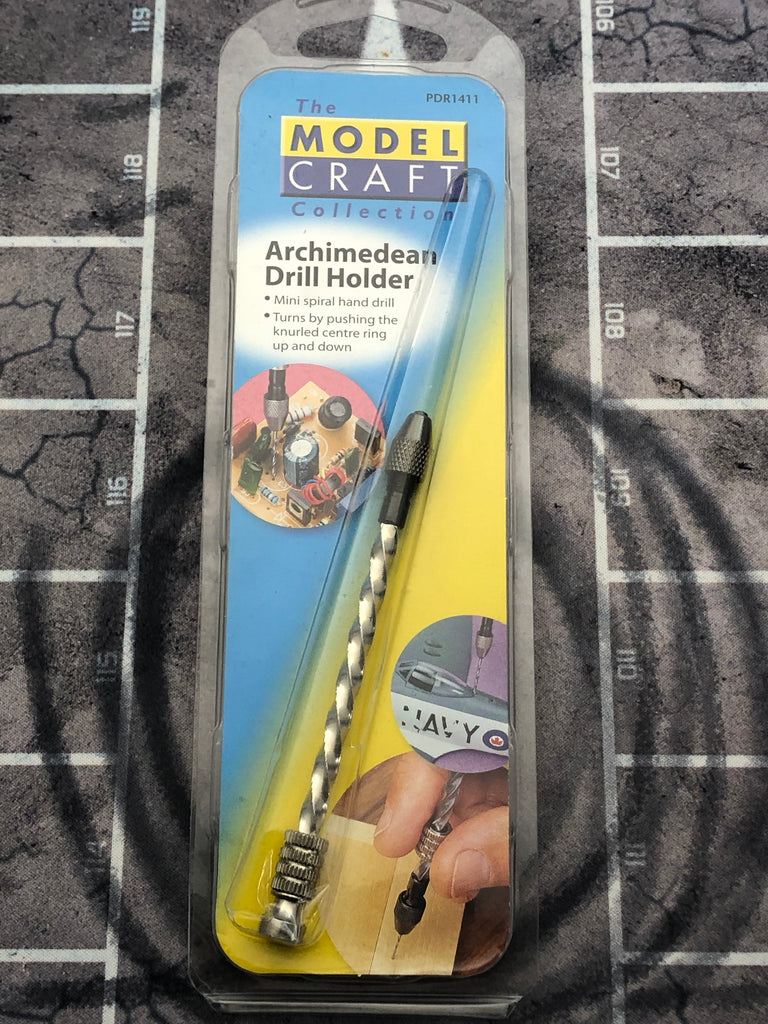 PDR1411
The
MODEL
CRAFT
Collection
Archimedean
Drill Holder
• Mini spiral hand drill
• Turns by pushing the
knurled centre ring
up and down
NAVY
119
118
117
116
115
114
106
107
108
109
110
111